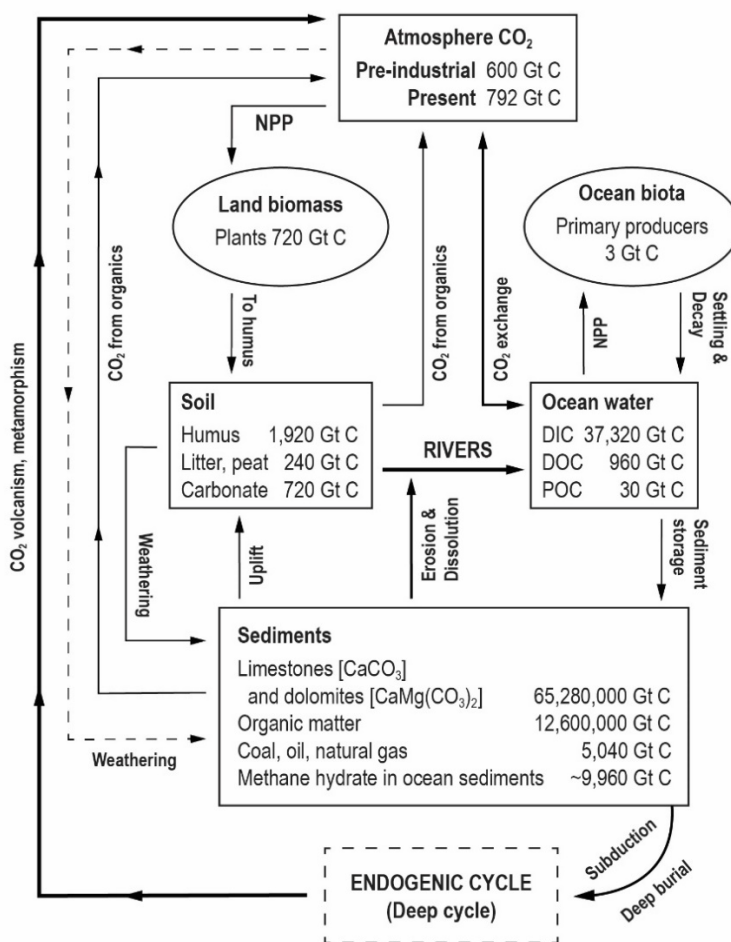 Atmosphere CO₂
Pre-industrial 600 Gt C
Present 792 Gt C
NPP
Land biomass
Plants 720 Gt C
Ocean biota
Primary producers
3 Gt C
CO₂ volcanism, metamorphism
CO₂ from organics
To humus
CO₂ from organics
CO₂ exchange
NPP
Settling &
Decay
Soil
Humus 1,920 Gt C
Litter, peat 240 Gt C
Carbonate 720 Gt C
RIVERS
Ocean water
DIC 37,320 Gt C
DOC 960 Gt C
POC 30 Gt C
Weathering
Uplift
Erosion &
Dissolution
Sediment
storage
Sediments
Limestones [CaCO₃]
and dolomites [CaMg(CO₃)₂] 65,280,000 Gt C
Organic matter 12,600,000 Gt C
Coal, oil, natural gas 5,040 Gt C
Methane hydrate in ocean sediments ~9,960 Gt C
Weathering
Subduction
Deep burial
ENDOGENIC CYCLE
(Deep cycle)